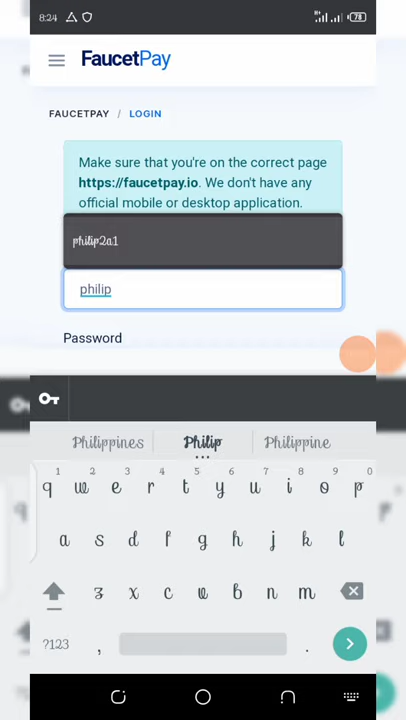 8:24 78
FaucetPay
FAUCETPAY / LOGIN
Make sure that you're on the correct page
https://faucetpay.io. We don't have any
official mobile or desktop application.
philip2a1
philip
Password
Philippines Philip Philippine
1 2 3 4 5 6 7 8 9 0
q w e r t y u i o p
a s d f g h j k l
z x c v b n m
?123 , .